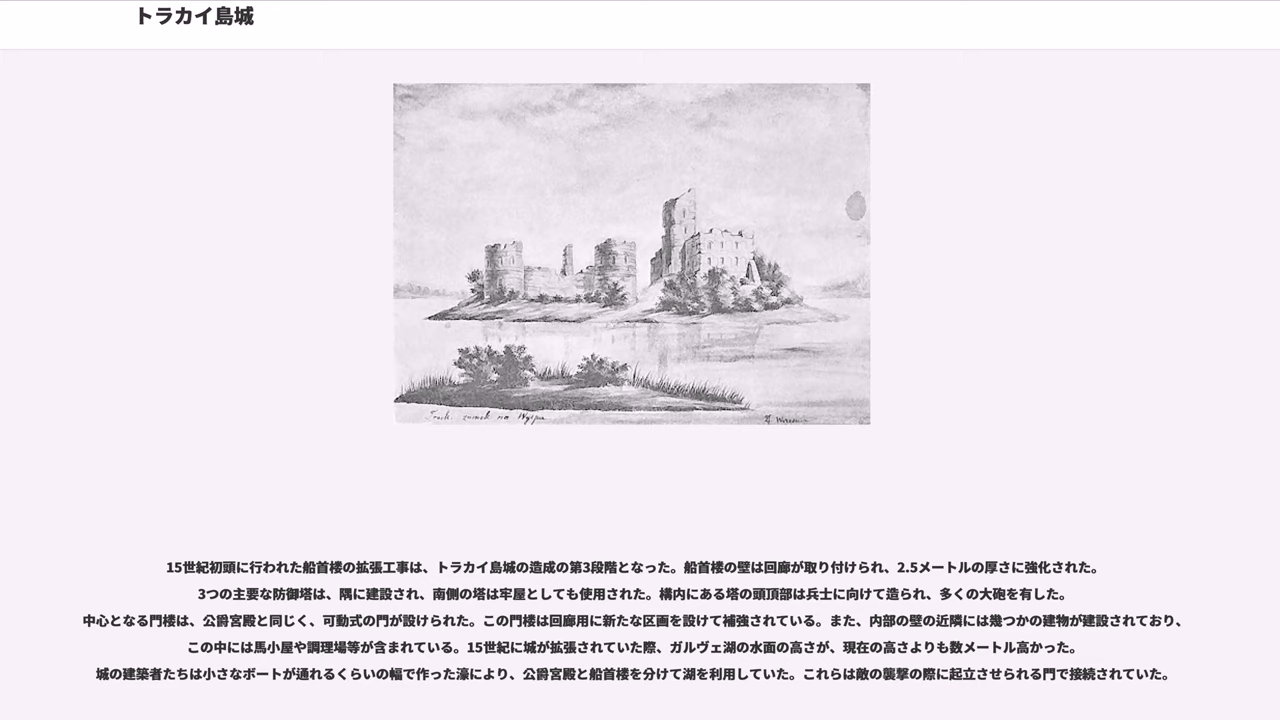 トラカイ島城
15世紀初頭に行われた船首楼の拡張工事は、トラカイ島城の造成の第3段階となった。船首楼の壁は回廊が取り付けられ、2.5メートルの厚さに強化された。
3つの主要な防御塔は、隅に建設され、南側の塔は牢屋としても使用された。構内にある塔の頭頂部は兵士に向けて造られ、多くの大砲を有した。
中心となる門楼は、公爵宮殿と同じく、可動式の門が設けられた。この門楼は回廊用に新たな区画を設けて補強されている。また、内部の壁の近隣には幾つかの建物が建設されており、
この中には馬小屋や調理場等が含まれている。15世紀に城が拡張されていた際、ガルヴェ湖の水面の高さが、現在の高さよりも数メートル高かった。
城の建築者たちは小さなボートが通れるくらいの幅で作った濠により、公爵宮殿と船首楼を分けて湖を利用していた。これらは敵の襲撃の際に起立させられる門で接続されていた。